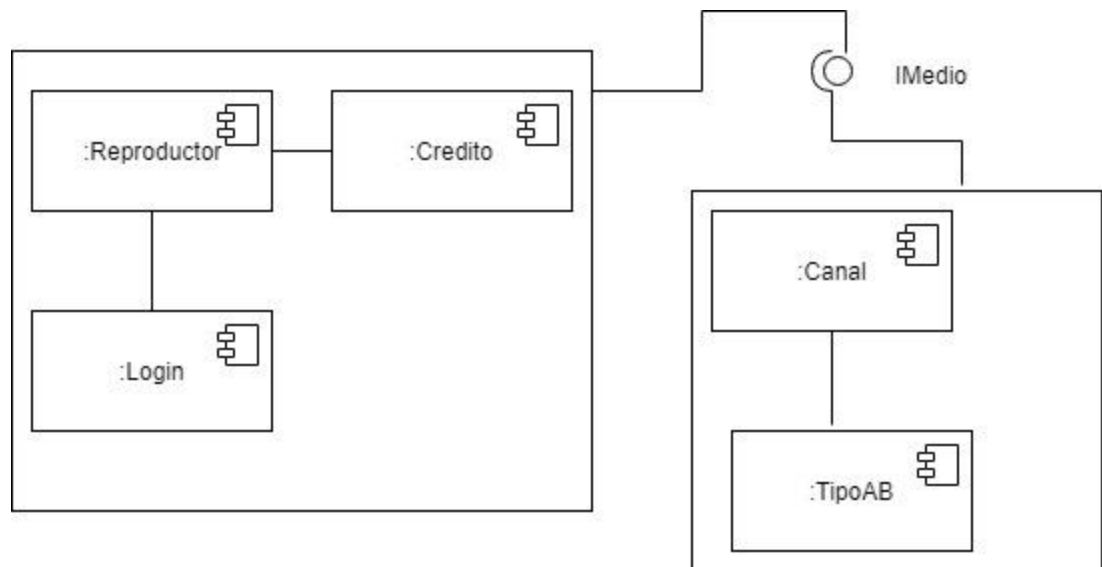 IMedio
:Reproductor
:Credito
:Canal
:Login
:TipoAB